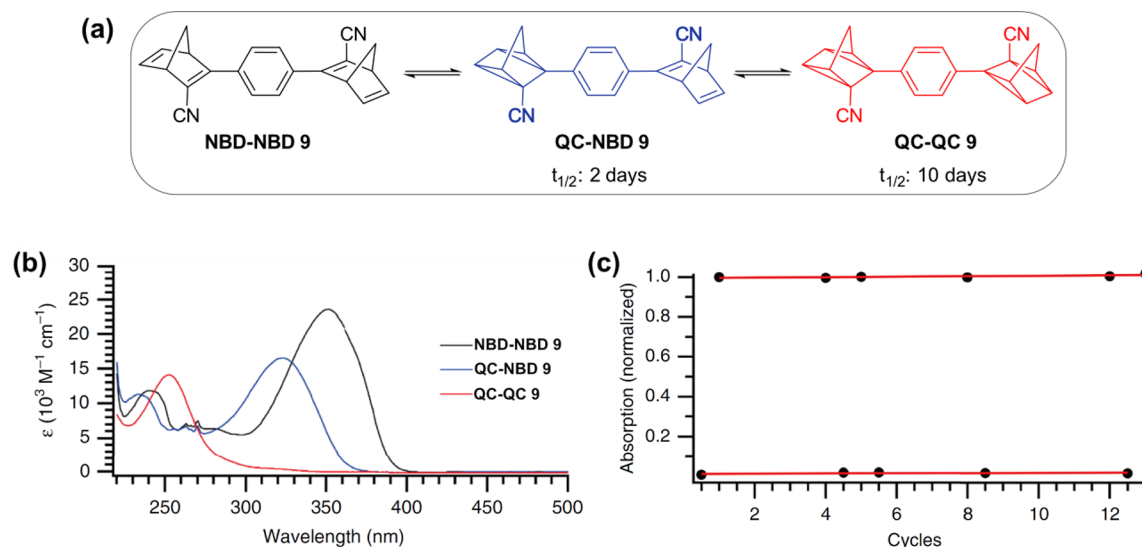 (a)
CN
CN
CN
CN
CN
CN
NBD-NBD 9
QC-NBD 9
QC-QC 9
t1/2: 2 days
t1/2: 10 days
(b)
30
25
20
15
10
5
0
ε (10³ M⁻¹ cm⁻¹)
250
300
350
400
450
500
Wavelength (nm)
NBD-NBD 9
QC-NBD 9
QC-QC 9
(c)
1.0
0.8
0.6
0.4
0.2
Absorption (normalized)
2
4
6
8
10
12
Cycles